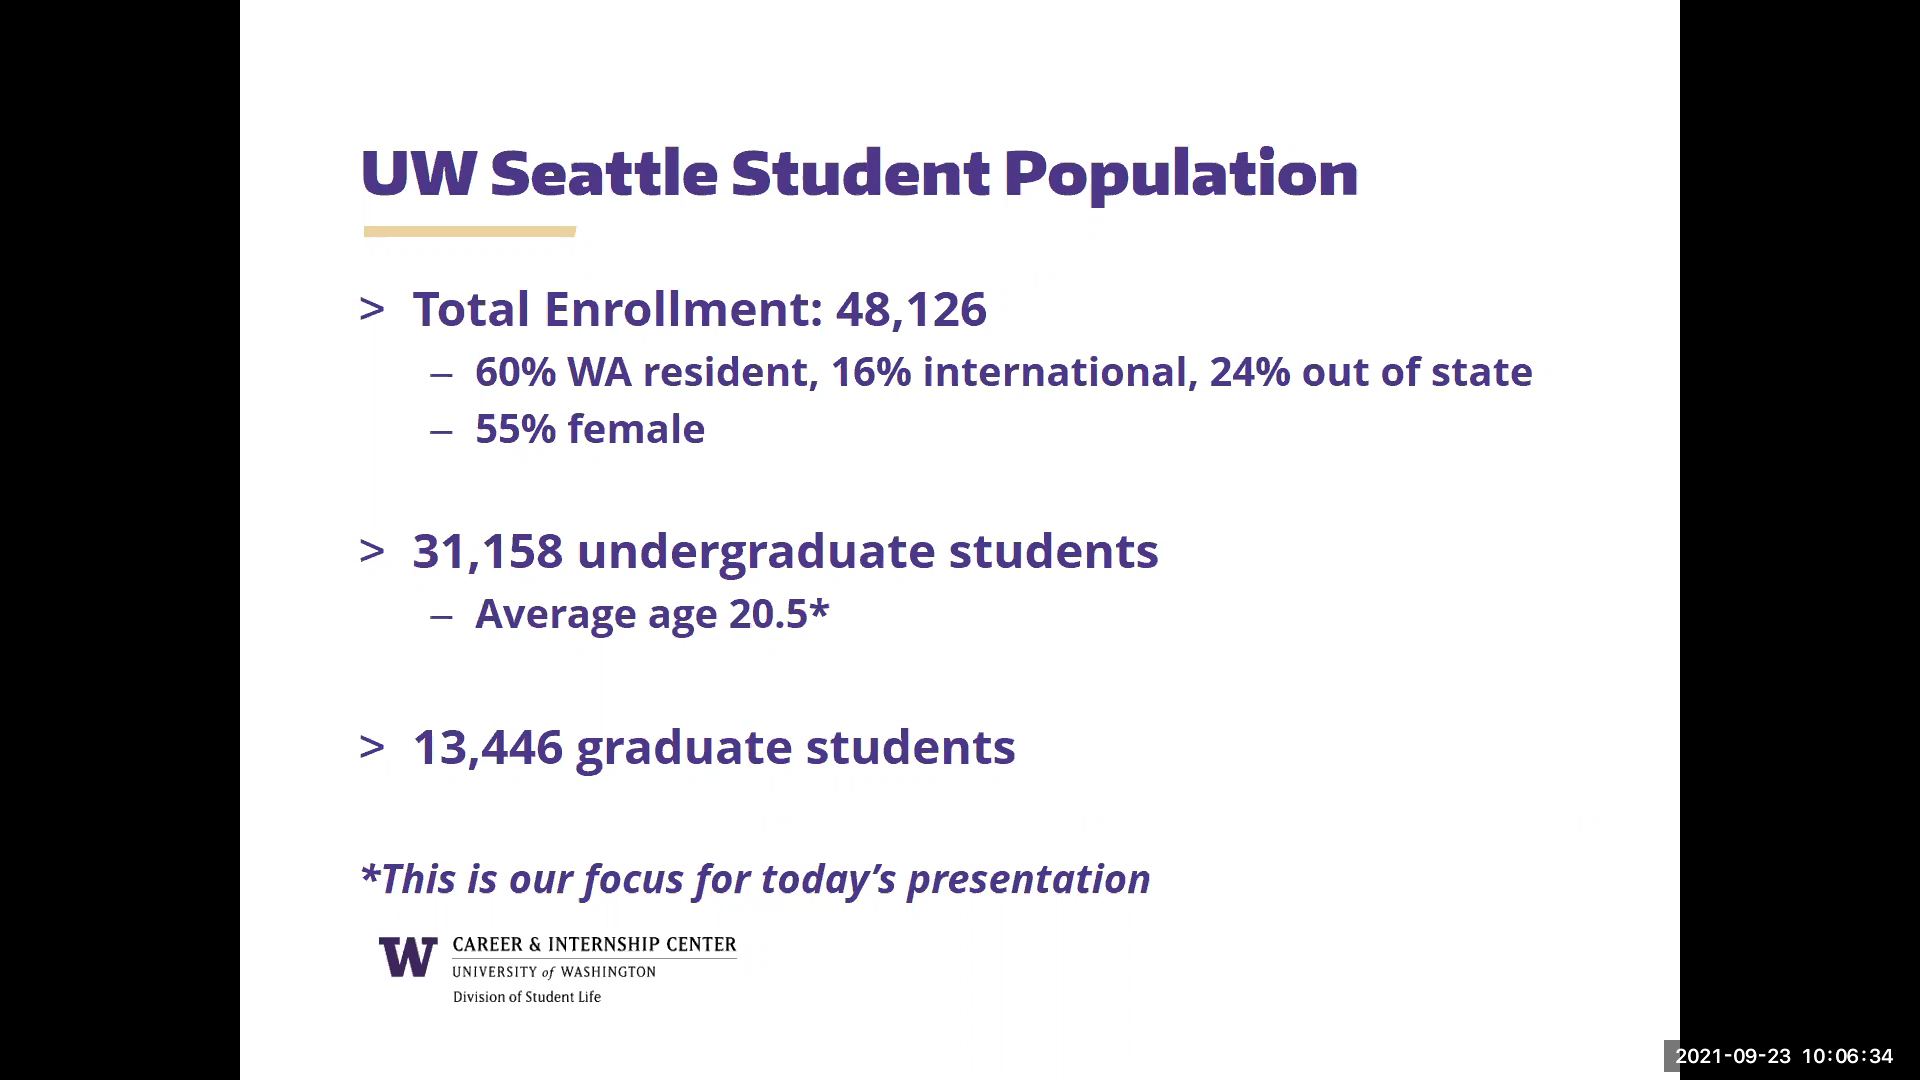 UW Seattle Student Population
> Total Enrollment: 48,126
– 60% WA resident, 16% international, 24% out of state
– 55% female
> 31,158 undergraduate students
– Average age 20.5*
> 13,446 graduate students
*This is our focus for today’s presentation
W CAREER & INTERNSHIP CENTER
UNIVERSITY of WASHINGTON
Division of Student Life
2021-09-23 10:06:34